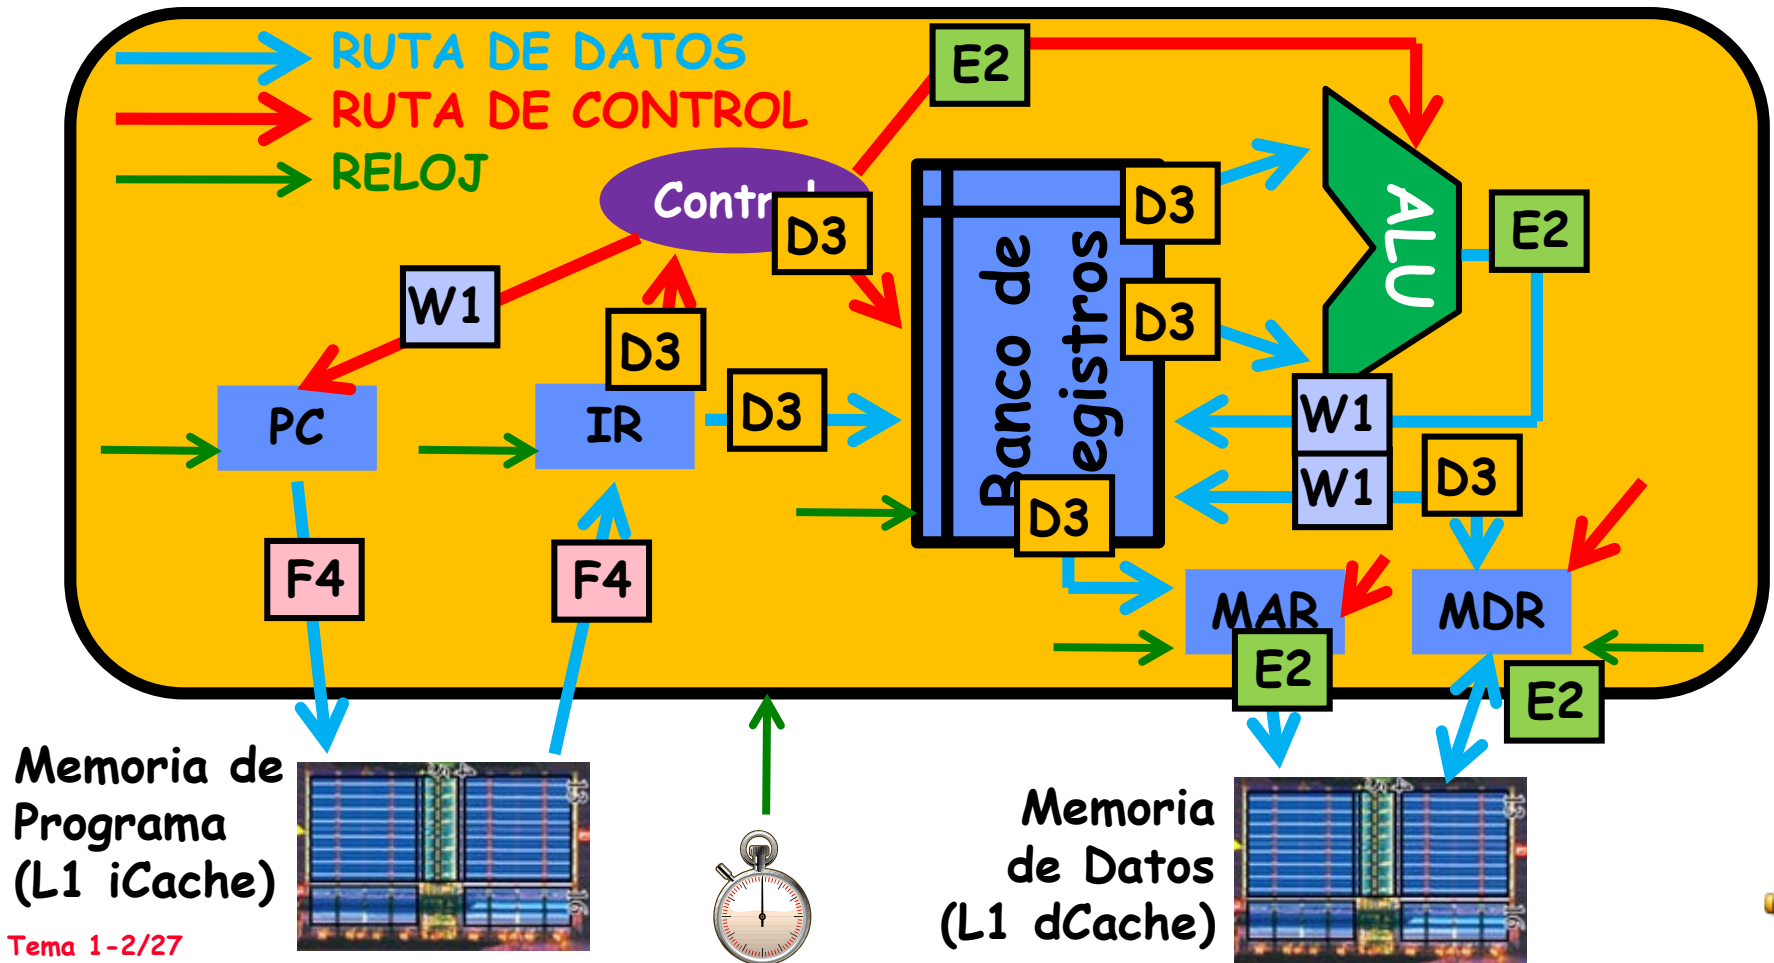 RUTA DE DATOS
RUTA DE CONTROL
RELOJ
E2
D3
W1
D3
D3
D3
D3
E2
ALU
Banco de
egistros
PC
IR
W1
W1
D3
D3
F4
F4
MAR
MDR
E2
E2
Memoria de
Programa
(L1 iCache)
Memoria
de Datos
(L1 dCache)
Tema 1-2/27